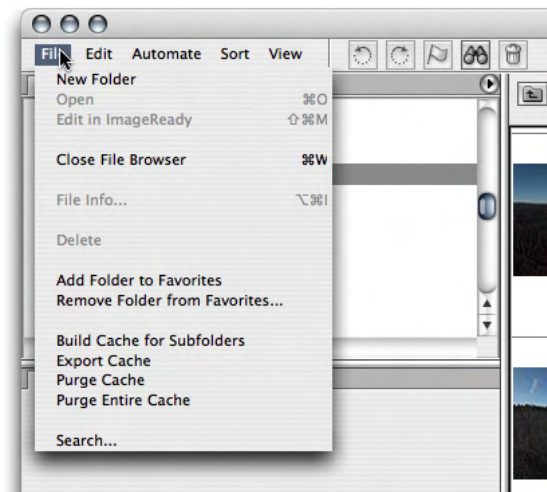 File Edit Automate Sort View
New Folder
Open ⌘O
Edit in ImageReady ⇧⌘M
Close File Browser ⌘W
File Info... ⌥⌘I
Delete
Add Folder to Favorites
Remove Folder from Favorites...
Build Cache for Subfolders
Export Cache
Purge Cache
Purge Entire Cache
Search...